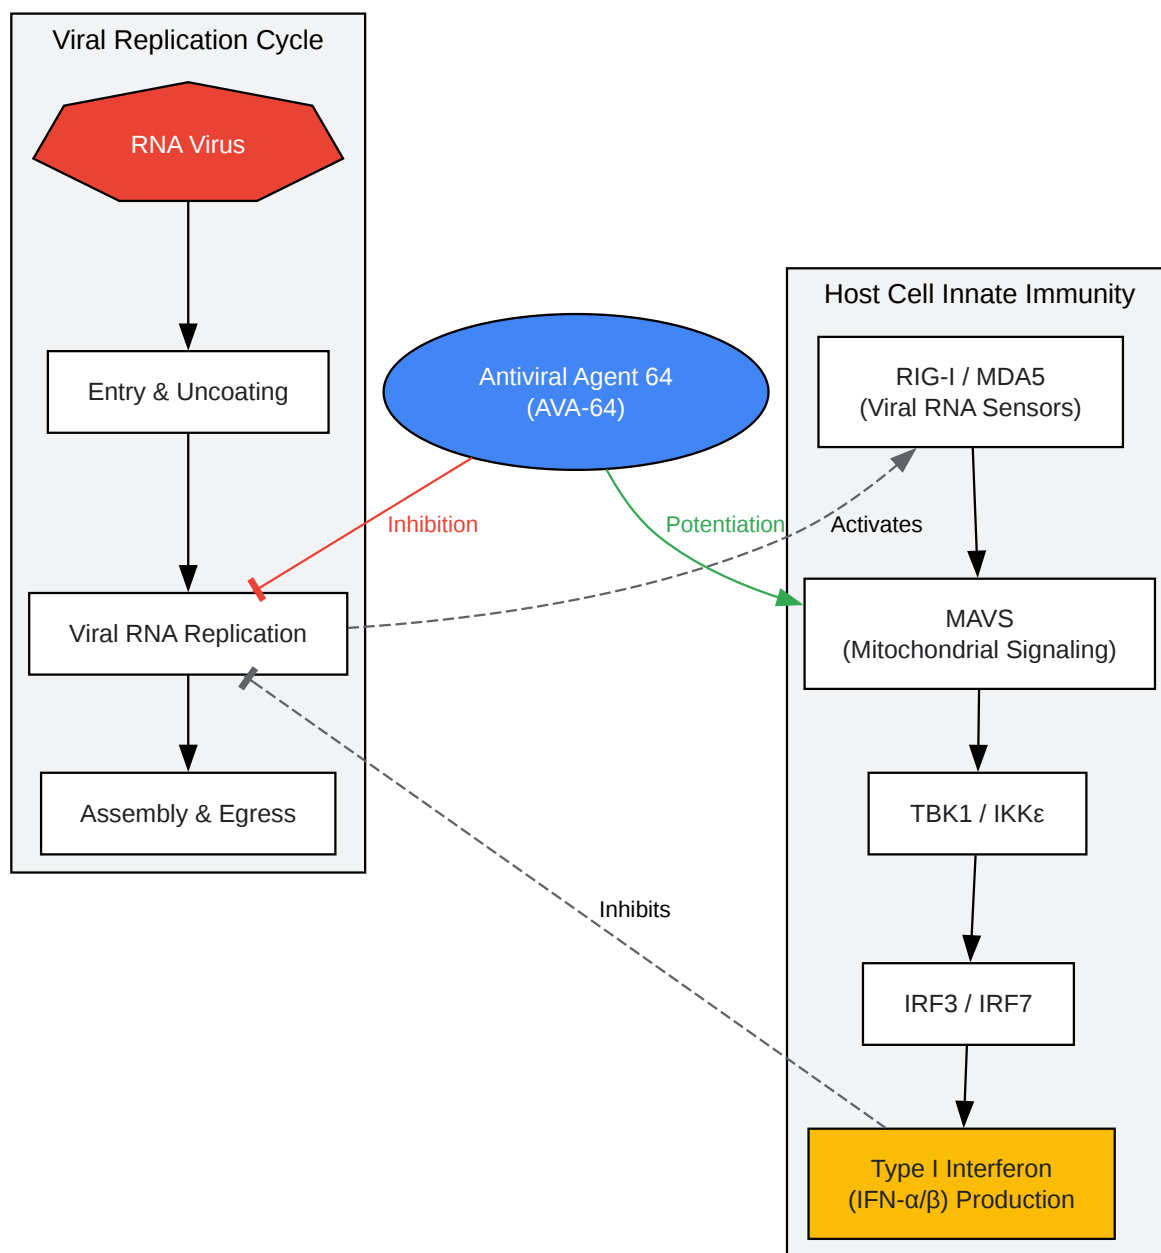 Viral Replication Cycle
RNA Virus
Entry & Uncoating
Viral RNA Replication
Assembly & Egress
Antiviral Agent 64
(AVA-64)
Inhibition
Potentiation
Activates
Inhibits
Host Cell Innate Immunity
RIG-I / MDA5
(Viral RNA Sensors)
MAVS
(Mitochondrial Signaling)
TBK1 / IKKε
IRF3 / IRF7
Type I Interferon
(IFN-α/β) Production